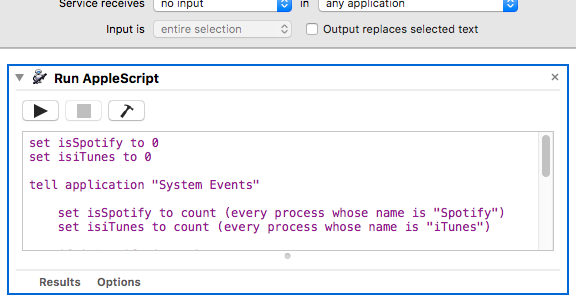 Service receives no input in any application
Input is entire selection Output replaces selected text
Run AppleScript
set isSpotify to 0
set isiTunes to 0
tell application "System Events"
set isSpotify to count (every process whose name is "Spotify")
set isiTunes to count (every process whose name is "iTunes")
Results Options